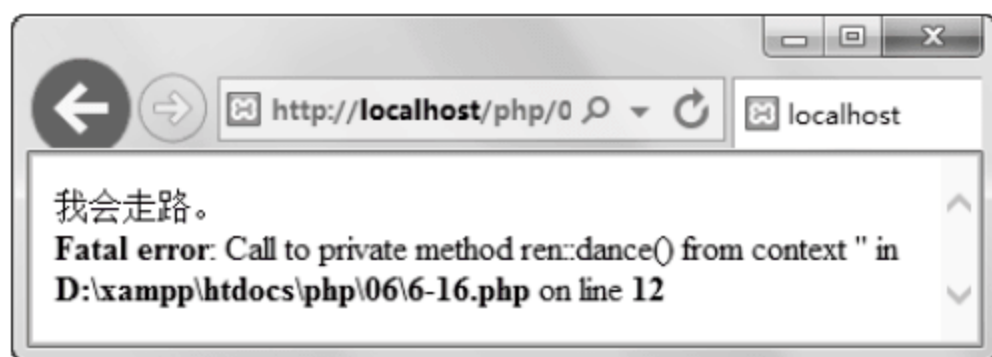 http://localhost/php/0
localhost
我会走路。
Fatal error: Call to private method ren::dance() from context '' in
D:\xampp\htdocs\php\06\6-16.php on line 12